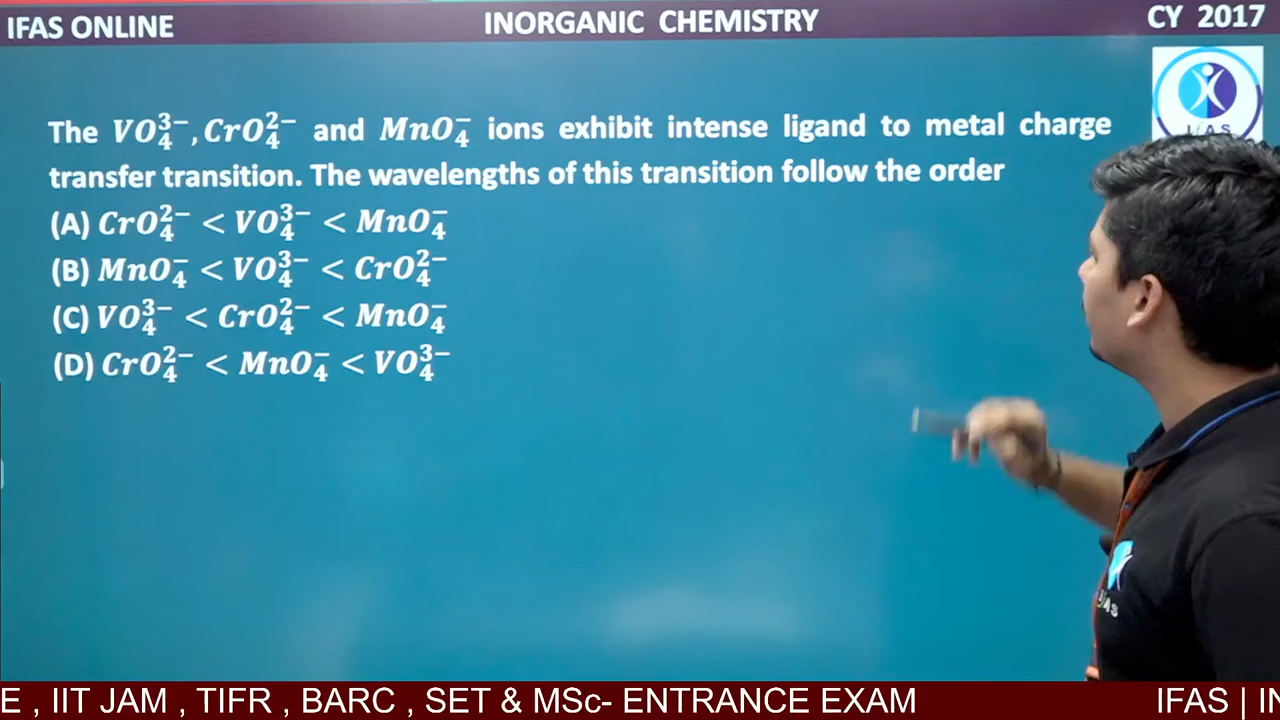 IFAS ONLINE
INORGANIC CHEMISTRY
CY 2017
The VO₄³⁻, CrO₄²⁻ and MnO₄⁻ ions exhibit intense ligand to metal charge
transfer transition. The wavelengths of this transition follow the order
(A) CrO₄²⁻ < VO₄³⁻ < MnO₄⁻
(B) MnO₄⁻ < VO₄³⁻ < CrO₄²⁻
(C) VO₄³⁻ < CrO₄²⁻ < MnO₄⁻
(D) CrO₄²⁻ < MnO₄⁻ < VO₄³⁻
E , IIT JAM , TIFR , BARC , SET & MSc- ENTRANCE EXAM
IFAS |